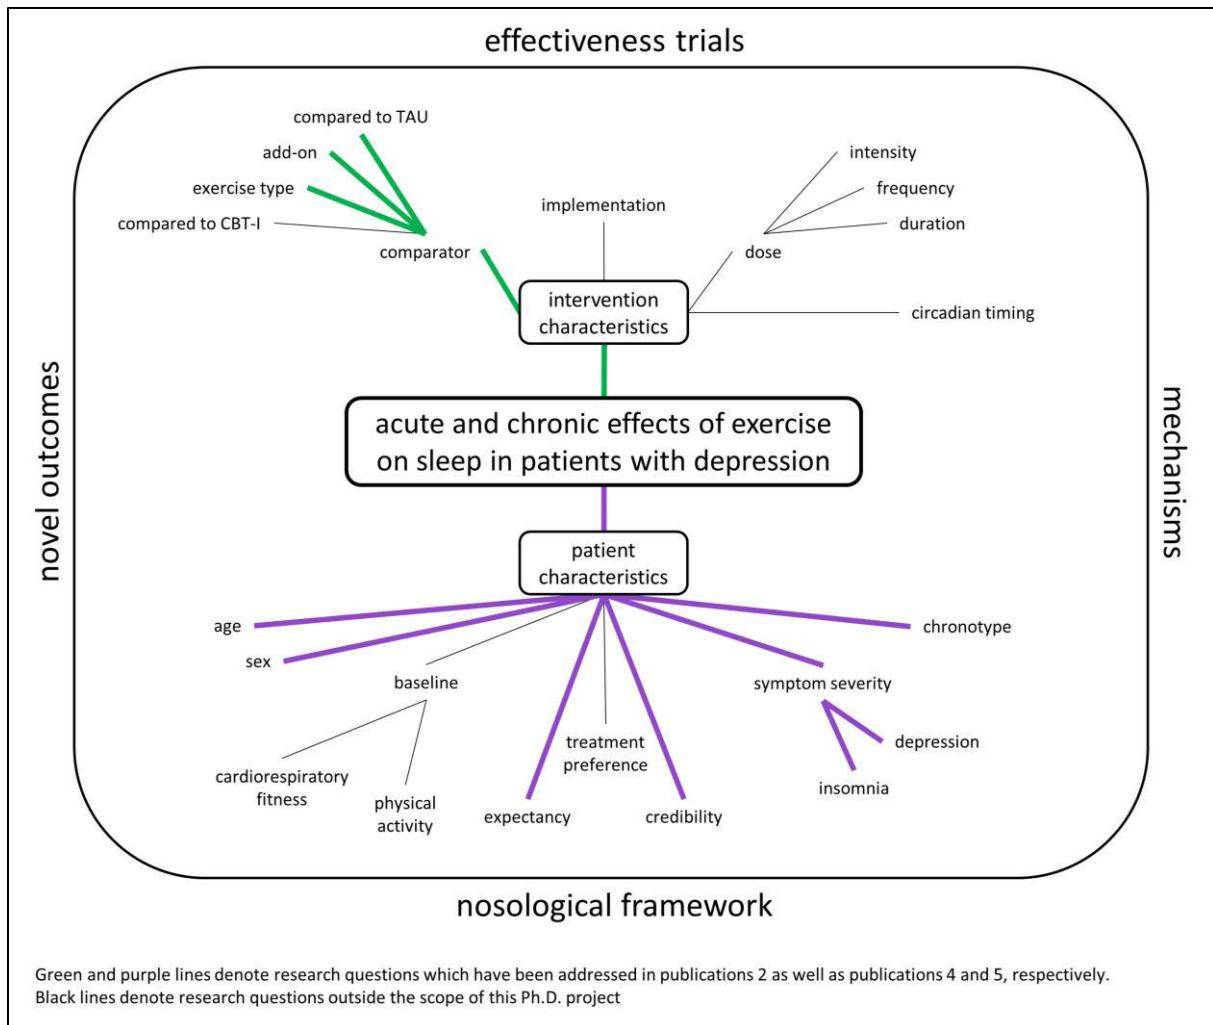 effectiveness trials
compared to TAU
add-on
exercise type
compared to CBT-I
comparator
implementation
intensity
frequency
duration
dose
intervention
characteristics
circadian timing
novel outcomes
mechanisms
acute and chronic effects of exercise
on sleep in patients with depression
patient
characteristics
age
sex
baseline
cardiorespiratory
fitness
physical
activity
expectancy
treatment
preference
credibility
chronotype
symptom severity
depression
insomnia
nosological framework
Green and purple lines denote research questions which have been addressed in publications 2 as well as publications 4 and 5, respectively.
Black lines denote research questions outside the scope of this Ph.D. project